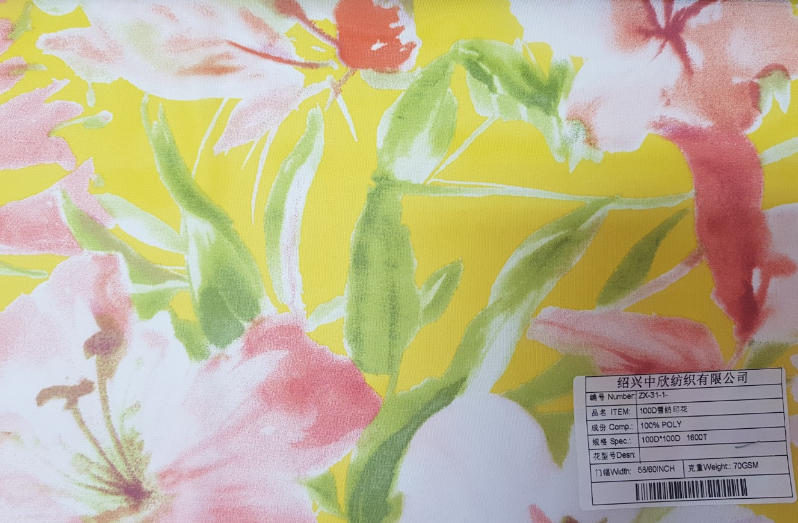 绍兴中欣纺织有限公司
编号 Number: ZX-31-1-
品名 ITEM: 100D雪纺印花
成份 Comp.: 100% POLY
规格 Spec.: 100D*100D 1600T
花型号Desn:
门幅Width: 58/60INCH 克重Weight:: 70GSM